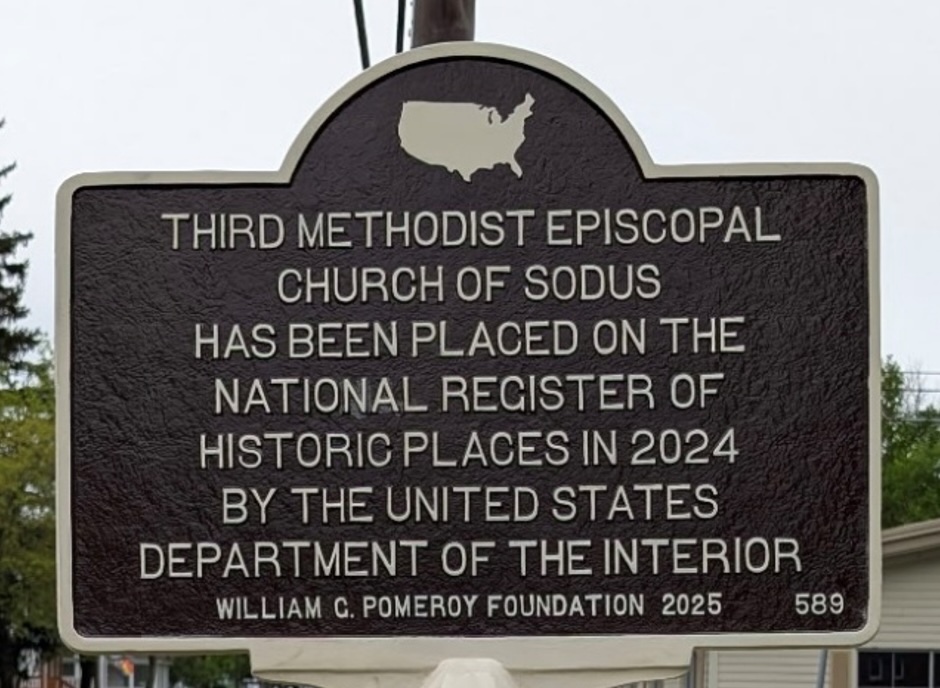 THIRD METHODIST EPISCOPAL
CHURCH OF SODUS
HAS BEEN PLACED ON THE
NATIONAL REGISTER OF
HISTORIC PLACES IN 2024
BY THE UNITED STATES
DEPARTMENT OF THE INTERIOR
WILLIAM G. POMEROY FOUNDATION 2025 589